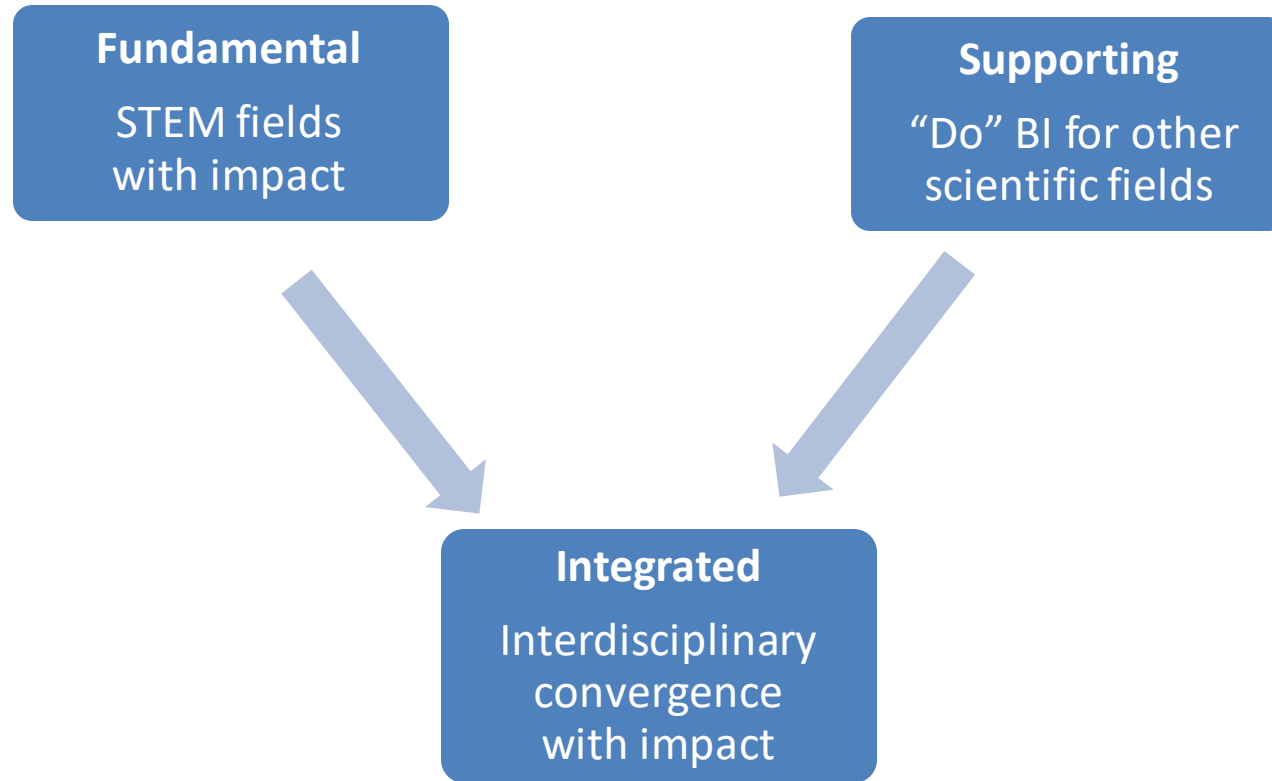 Fundamental
STEM fields
with impact
Supporting
“Do” BI for other
scientific fields
Integrated
Interdisciplinary
convergence
with impact